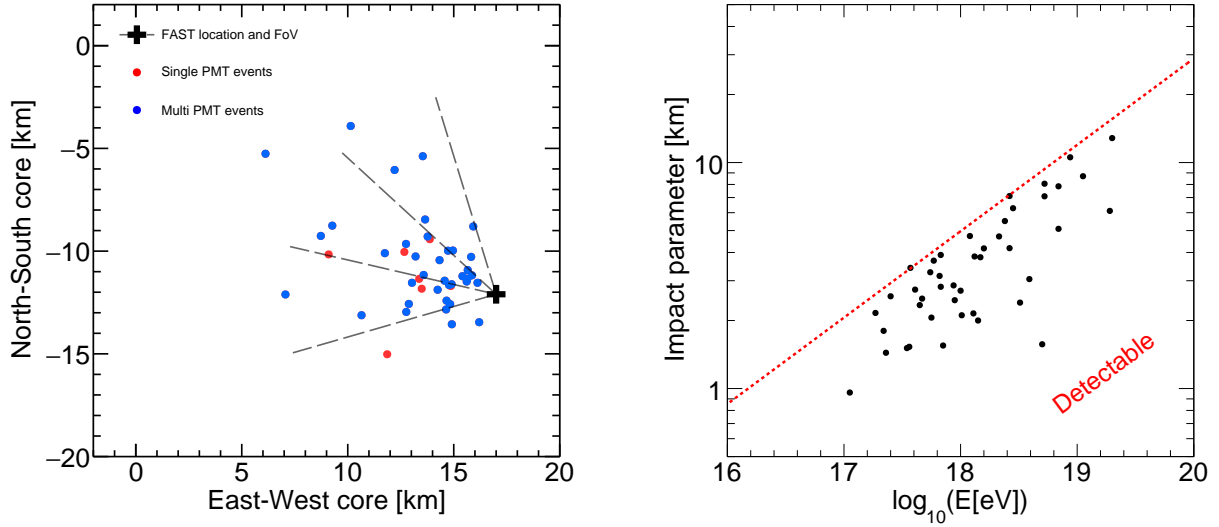 0
−5
−10
−15
−20
0
5
10
15
20
North-South core [km]
East-West core [km]
FAST location and FoV
Single PMT events
Multi PMT events
10
1
16
17
18
19
20
Impact parameter [km]
log10(E[eV])
Detectable